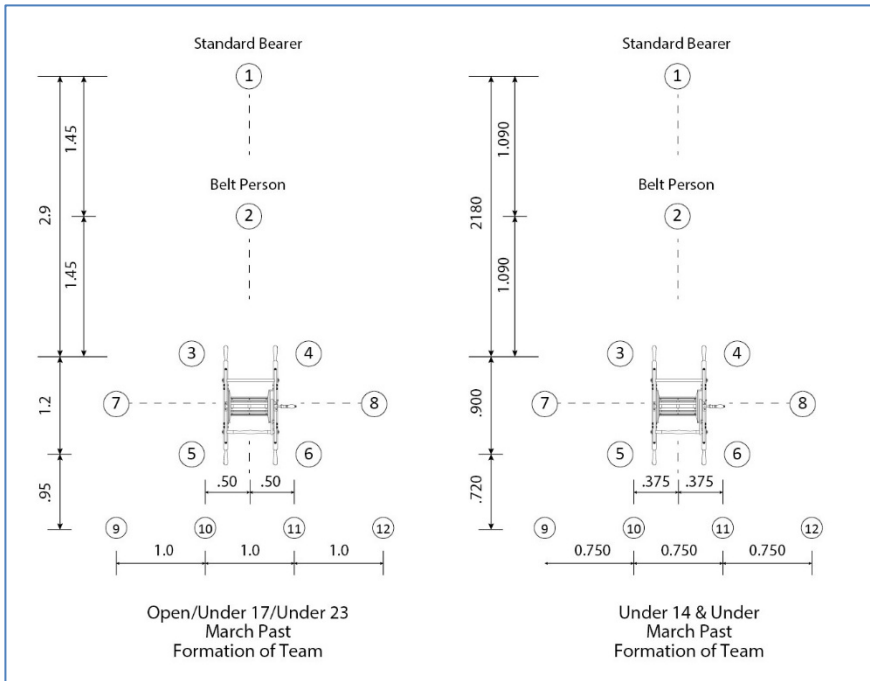 Standard Bearer
1
1.45
2.9
Belt Person
2
1.45
3
4
1.2
7
8
5
6
.50 .50
.95
9 10 11 12
1.0 1.0 1.0
Open/Under 17/Under 23
March Past
Formation of Team
Standard Bearer
1
1.090
2180
Belt Person
2
1.090
3
4
.900
7
8
5
6
.375 .375
.720
9 10 11 12
0.750 0.750 0.750
Under 14 & Under
March Past
Formation of Team